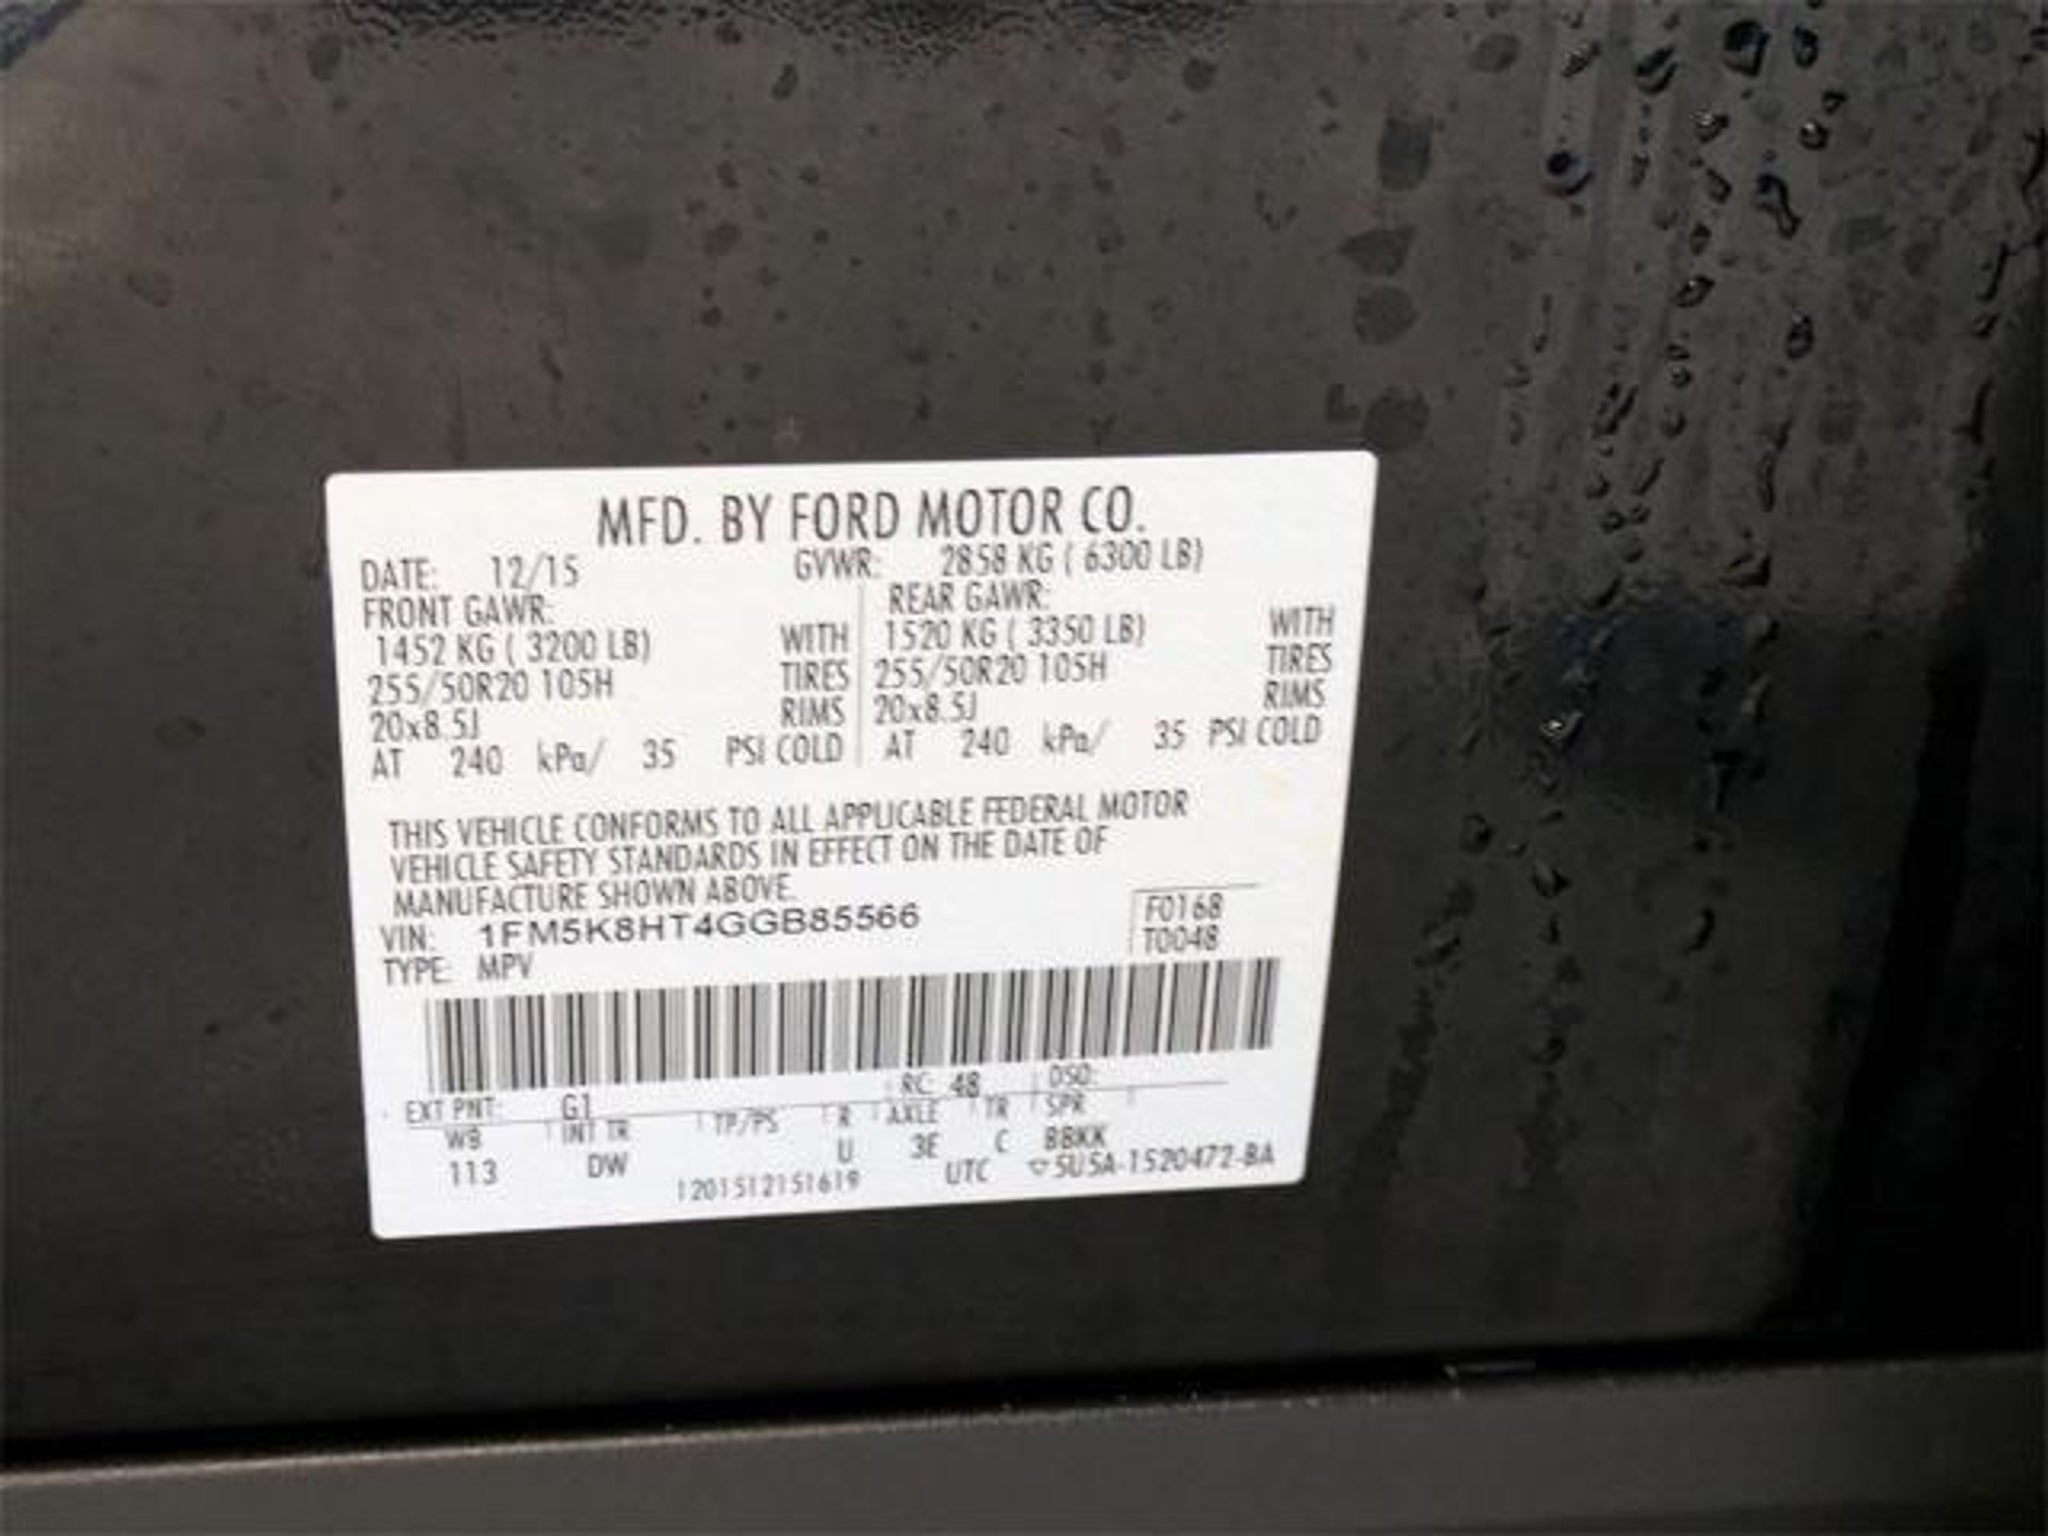 MFD. BY FORD MOTOR CO.
DATE: 12/15 GVWR: 2858 KG ( 6300 LB)
FRONT GAWR: REAR GAWR:
1452 KG ( 3200 LB) WITH 1520 KG ( 3350 LB) WITH
255/50R20 105H TIRES 255/50R20 105H TIRES
20x8.5J RIMS 20x8.5J RIMS
AT 240 kPa/ 35 PSI COLD AT 240 kPa/ 35 PSI COLD
THIS VEHICLE CONFORMS TO ALL APPLICABLE FEDERAL MOTOR
VEHICLE SAFETY STANDARDS IN EFFECT ON THE DATE OF
MANUFACTURE SHOWN ABOVE.
VIN: 1FM5K8HT4GGB85566 F0168
TYPE: MPV T0048
EXT PNT: G1 RC: 48 DSO:
WB INT TR TP/PS R AXLE TR SPR
113 DW U 3E C BBKK
1201512151619 UTC ▽5U5A-1520472-BA